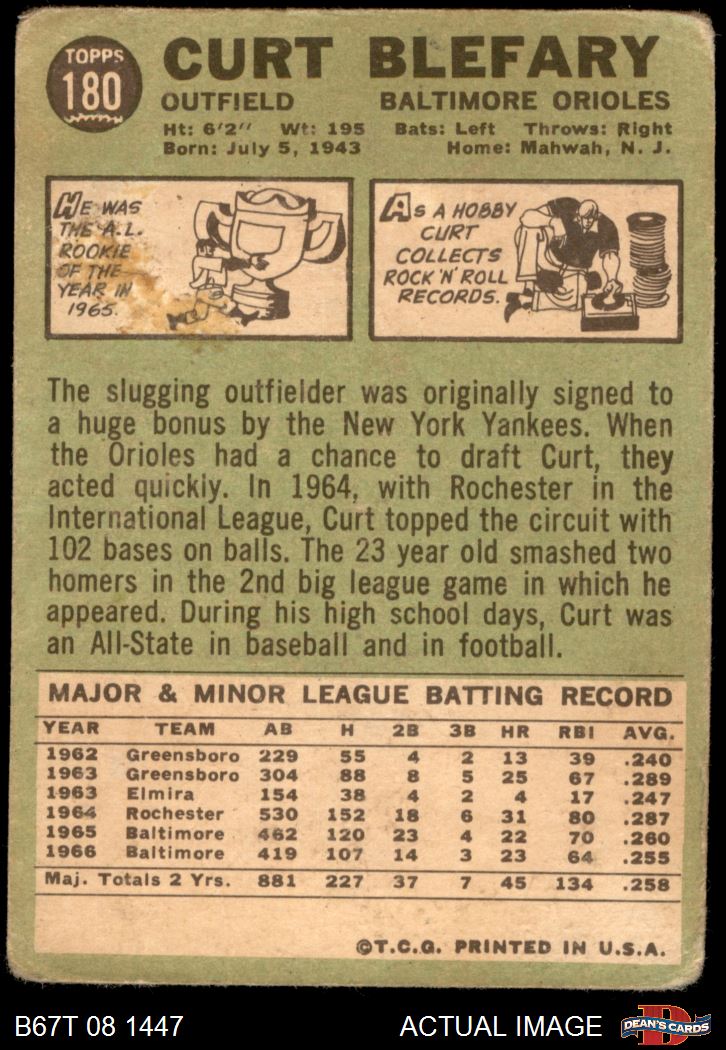 TOPPS
180
CURT BLEFARY
OUTFIELD BALTIMORE ORIOLES
Ht: 6'2" Wt: 195 Bats: Left Throws: Right
Born: July 5, 1943 Home: Mahwah, N. J.
HE WAS
THE A.L.
ROOKIE
OF THE
YEAR IN
1965.
AS A HOBBY
CURT
COLLECTS
ROCK 'N' ROLL
RECORDS.
The slugging outfielder was originally signed to
a huge bonus by the New York Yankees. When
the Orioles had a chance to draft Curt, they
acted quickly. In 1964, with Rochester in the
International League, Curt topped the circuit with
102 bases on balls. The 23 year old smashed two
homers in the 2nd big league game in which he
appeared. During his high school days, Curt was
an All-State in baseball and in football.
MAJOR & MINOR LEAGUE BATTING RECORD
YEAR TEAM AB H 2B 3B HR RBI AVG.
1962 Greensboro 229 55 4 2 13 39 .240
1963 Greensboro 304 88 8 5 25 67 .289
1963 Elmira 154 38 4 2 4 17 .247
1964 Rochester 530 152 18 6 31 80 .287
1965 Baltimore 462 120 23 4 22 70 .260
1966 Baltimore 419 107 14 3 23 64 .255
Maj. Totals 2 Yrs. 881 227 37 7 45 134 .258
©T.C.G. PRINTED IN U.S.A.
B67T 08 1447 ACTUAL IMAGE D DEAN'S CARDS